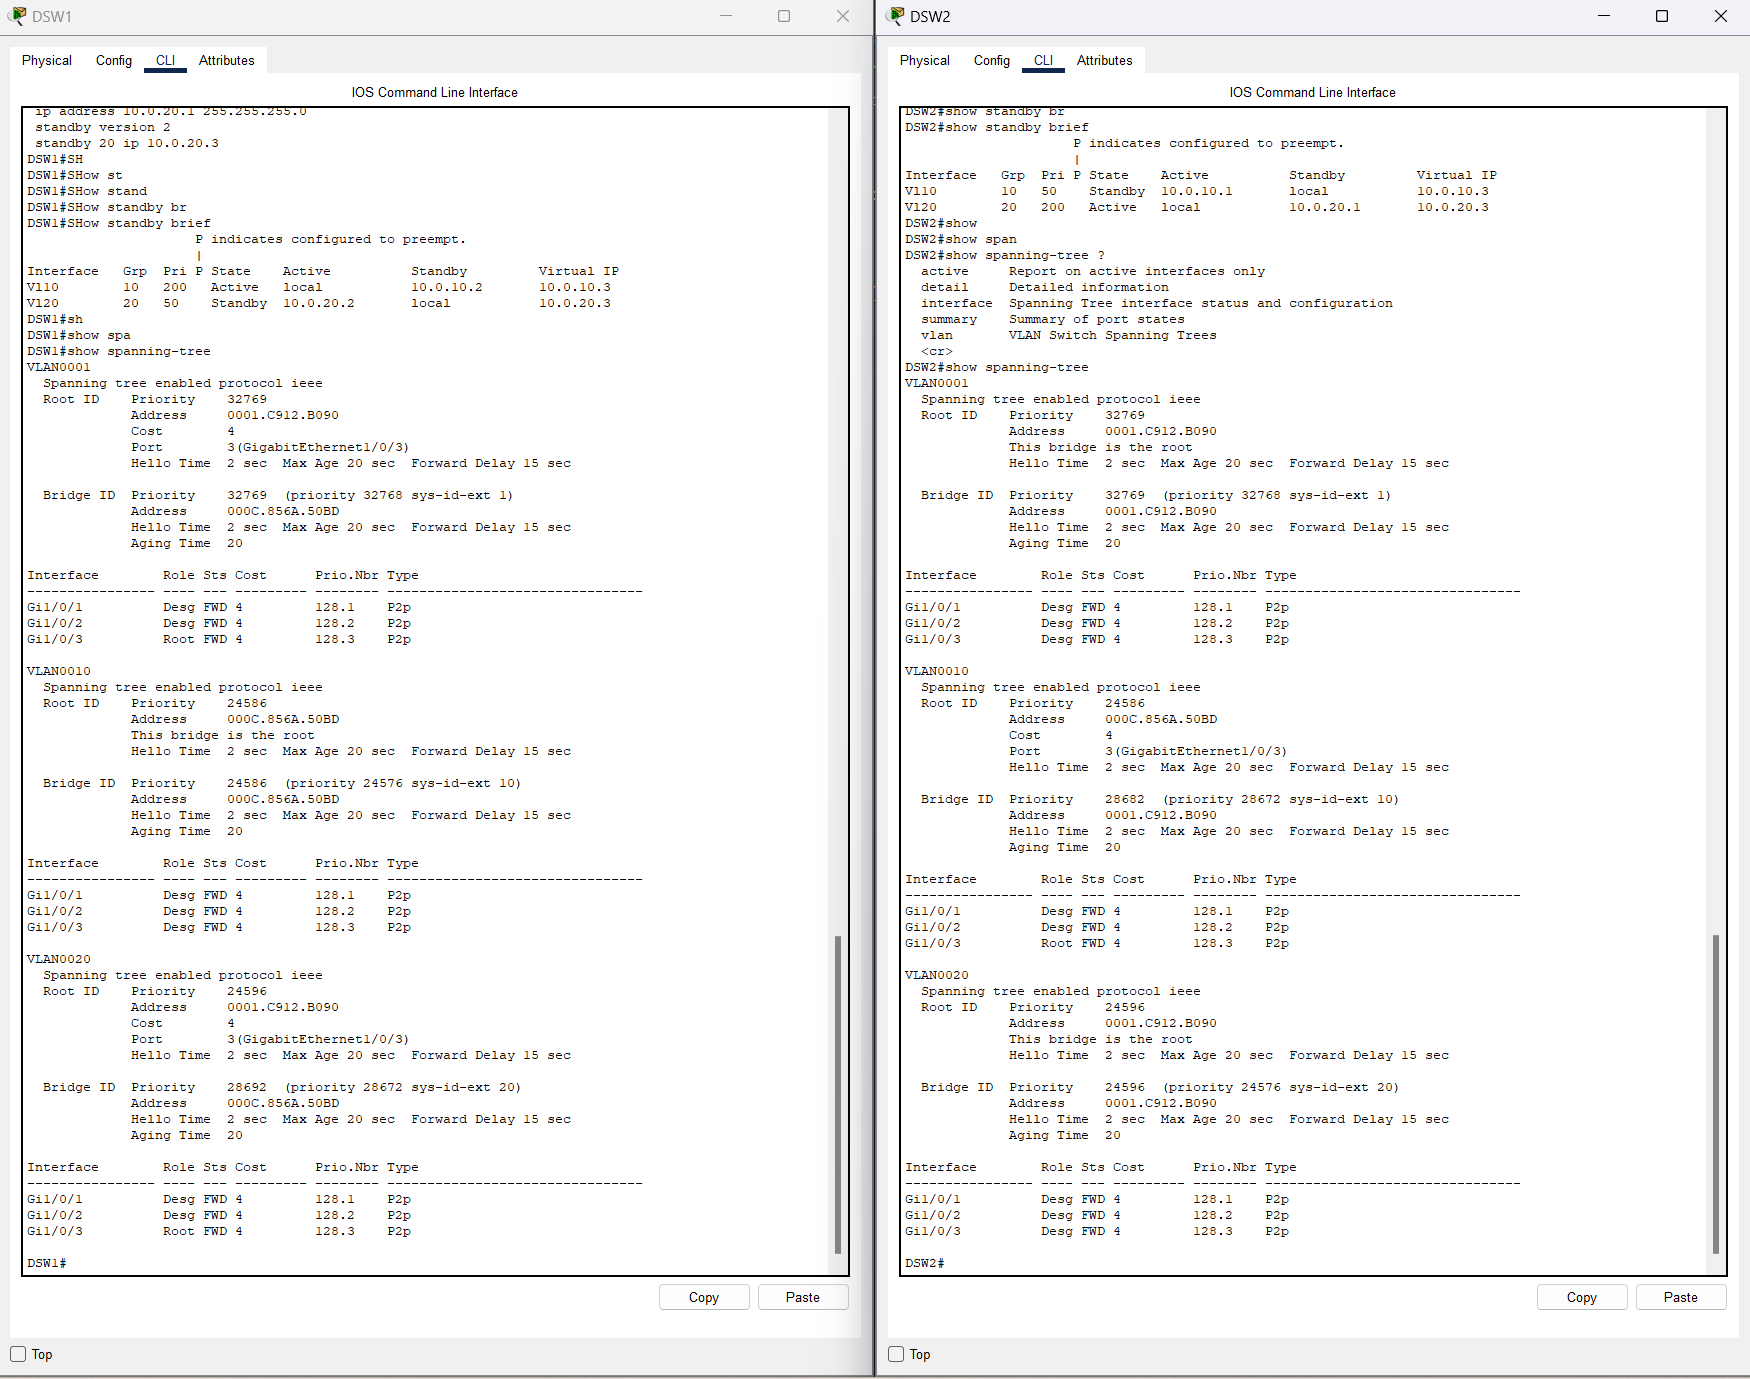 DSW1
Physical Config CLI Attributes
IOS Command Line Interface
ip address 10.0.20.1 255.255.255.0
standby version 2
standby 20 ip 10.0.20.3
DSW1#SH
DSW1#SHow st
DSW1#SHow stand
DSW1#SHow standby br
DSW1#SHow standby brief
P indicates configured to preempt.
|
Interface Grp Pri P State Active Standby Virtual IP
Vl10 10 200 Active local 10.0.10.2 10.0.10.3
Vl20 20 50 Standby 10.0.20.2 local 10.0.20.3
DSW1#sh
DSW1#show spa
DSW1#show spanning-tree
VLAN0001
Spanning tree enabled protocol ieee
Root ID Priority 32769
Address 0001.C912.B090
Cost 4
Port 3(GigabitEthernet1/0/3)
Hello Time 2 sec Max Age 20 sec Forward Delay 15 sec
Bridge ID Priority 32769 (priority 32768 sys-id-ext 1)
Address 000C.856A.50BD
Hello Time 2 sec Max Age 20 sec Forward Delay 15 sec
Aging Time 20
Interface Role Sts Cost Prio.Nbr Type
---------------- ---- --- --------- -------- --------------------------------
Gi1/0/1 Desg FWD 4 128.1 P2p
Gi1/0/2 Desg FWD 4 128.2 P2p
Gi1/0/3 Root FWD 4 128.3 P2p
VLAN0010
Spanning tree enabled protocol ieee
Root ID Priority 24586
Address 000C.856A.50BD
This bridge is the root
Hello Time 2 sec Max Age 20 sec Forward Delay 15 sec
Bridge ID Priority 24586 (priority 24576 sys-id-ext 10)
Address 000C.856A.50BD
Hello Time 2 sec Max Age 20 sec Forward Delay 15 sec
Aging Time 20
Interface Role Sts Cost Prio.Nbr Type
---------------- ---- --- --------- -------- --------------------------------
Gi1/0/1 Desg FWD 4 128.1 P2p
Gi1/0/2 Desg FWD 4 128.2 P2p
Gi1/0/3 Desg FWD 4 128.3 P2p
VLAN0020
Spanning tree enabled protocol ieee
Root ID Priority 24596
Address 0001.C912.B090
Cost 4
Port 3(GigabitEthernet1/0/3)
Hello Time 2 sec Max Age 20 sec Forward Delay 15 sec
Bridge ID Priority 28692 (priority 28672 sys-id-ext 20)
Address 000C.856A.50BD
Hello Time 2 sec Max Age 20 sec Forward Delay 15 sec
Aging Time 20
Interface Role Sts Cost Prio.Nbr Type
---------------- ---- --- --------- -------- --------------------------------
Gi1/0/1 Desg FWD 4 128.1 P2p
Gi1/0/2 Desg FWD 4 128.2 P2p
Gi1/0/3 Root FWD 4 128.3 P2p
DSW1#
Copy Paste
Top
DSW2
Physical Config CLI Attributes
IOS Command Line Interface
DSW2#show standby br
DSW2#show standby brief
P indicates configured to preempt.
|
Interface Grp Pri P State Active Standby Virtual IP
Vl10 10 50 Standby 10.0.10.1 local 10.0.10.3
Vl20 20 200 Active local 10.0.20.1 10.0.20.3
DSW2#show
DSW2#show span
DSW2#show spanning-tree ?
active Report on active interfaces only
detail Detailed information
interface Spanning Tree interface status and configuration
summary Summary of port states
vlan VLAN Switch Spanning Trees
<cr>
DSW2#show spanning-tree
VLAN0001
Spanning tree enabled protocol ieee
Root ID Priority 32769
Address 0001.C912.B090
This bridge is the root
Hello Time 2 sec Max Age 20 sec Forward Delay 15 sec
Bridge ID Priority 32769 (priority 32768 sys-id-ext 1)
Address 0001.C912.B090
Hello Time 2 sec Max Age 20 sec Forward Delay 15 sec
Aging Time 20
Interface Role Sts Cost Prio.Nbr Type
---------------- ---- --- --------- -------- --------------------------------
Gi1/0/1 Desg FWD 4 128.1 P2p
Gi1/0/2 Desg FWD 4 128.2 P2p
Gi1/0/3 Desg FWD 4 128.3 P2p
VLAN0010
Spanning tree enabled protocol ieee
Root ID Priority 24586
Address 000C.856A.50BD
Cost 4
Port 3(GigabitEthernet1/0/3)
Hello Time 2 sec Max Age 20 sec Forward Delay 15 sec
Bridge ID Priority 28682 (priority 28672 sys-id-ext 10)
Address 0001.C912.B090
Hello Time 2 sec Max Age 20 sec Forward Delay 15 sec
Aging Time 20
Interface Role Sts Cost Prio.Nbr Type
---------------- ---- --- --------- -------- --------------------------------
Gi1/0/1 Desg FWD 4 128.1 P2p
Gi1/0/2 Desg FWD 4 128.2 P2p
Gi1/0/3 Root FWD 4 128.3 P2p
VLAN0020
Spanning tree enabled protocol ieee
Root ID Priority 24596
Address 0001.C912.B090
This bridge is the root
Hello Time 2 sec Max Age 20 sec Forward Delay 15 sec
Bridge ID Priority 24596 (priority 24576 sys-id-ext 20)
Address 0001.C912.B090
Hello Time 2 sec Max Age 20 sec Forward Delay 15 sec
Aging Time 20
Interface Role Sts Cost Prio.Nbr Type
---------------- ---- --- --------- -------- --------------------------------
Gi1/0/1 Desg FWD 4 128.1 P2p
Gi1/0/2 Desg FWD 4 128.2 P2p
Gi1/0/3 Desg FWD 4 128.3 P2p
DSW2#
Copy Paste
Top